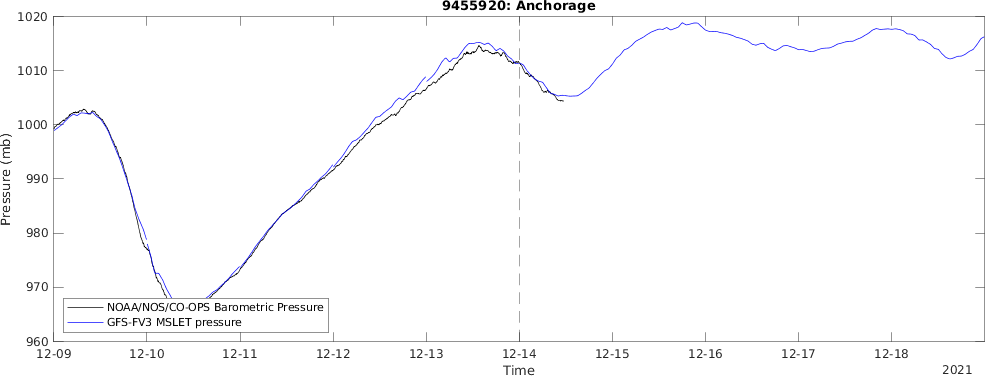 9455920: Anchorage
1020
1010
1000
990
980
970
960
Pressure (mb)
NOAA/NOS/CO-OPS Barometric Pressure
GFS-FV3 MSLET pressure
12-09 12-10 12-11 12-12 12-13 12-14 12-15 12-16 12-17 12-18
Time
2021